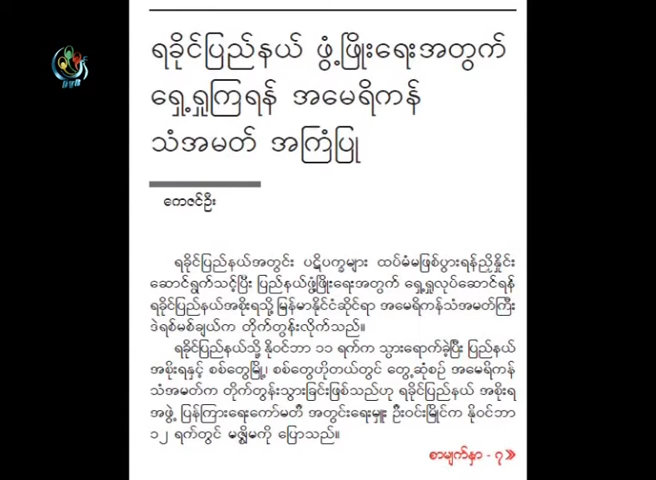 ရခိုင်ပြည်နယ် ဖွံ့ဖြိုးရေးအတွက်
ရှေ့ရှုကြရန် အမေရိကန်
သံအမတ် အကြံပြု
ကေဇင်ဦး
ရခိုင်ပြည်နယ်အတွင်း ပဋိပက္ခများ ထပ်မံမဖြစ်ပွားရန်ညှိနှိုင်း
ဆောင်ရွက်သင့်ပြီး ပြည်နယ်ဖွံ့ဖြိုးရေးအတွက် ရှေ့ရှုလုပ်ဆောင်ရန်
ရခိုင်ပြည်နယ်အစိုးရသို့ မြန်မာနိုင်ငံဆိုင်ရာ အမေရိကန်သံအမတ်ကြီး
ဒဲရစ်မစ်ချယ်က တိုက်တွန်းလိုက်သည်။
ရခိုင်ပြည်နယ်သို့ နိုဝင်ဘာ ၁၁ ရက်က သွားရောက်ခဲ့ပြီး ပြည်နယ်
အစိုးရနှင့် စစ်တွေမြို့၊ စစ်တွေဟိုတယ်တွင် တွေ့ဆုံစဉ် အမေရိကန်
သံအမတ်က တိုက်တွန်းသွားခြင်းဖြစ်သည်ဟု ရခိုင်ပြည်နယ် အစိုးရ
အဖွဲ့ ပြန်ကြားရေးကော်မတီ အတွင်းရေးမှူး ဦးဝင်းမြိုင်က နိုဝင်ဘာ
၁၂ ရက်တွင် မဇ္ဈိမကို ပြောသည်။
စာမျက်နှာ - ၇